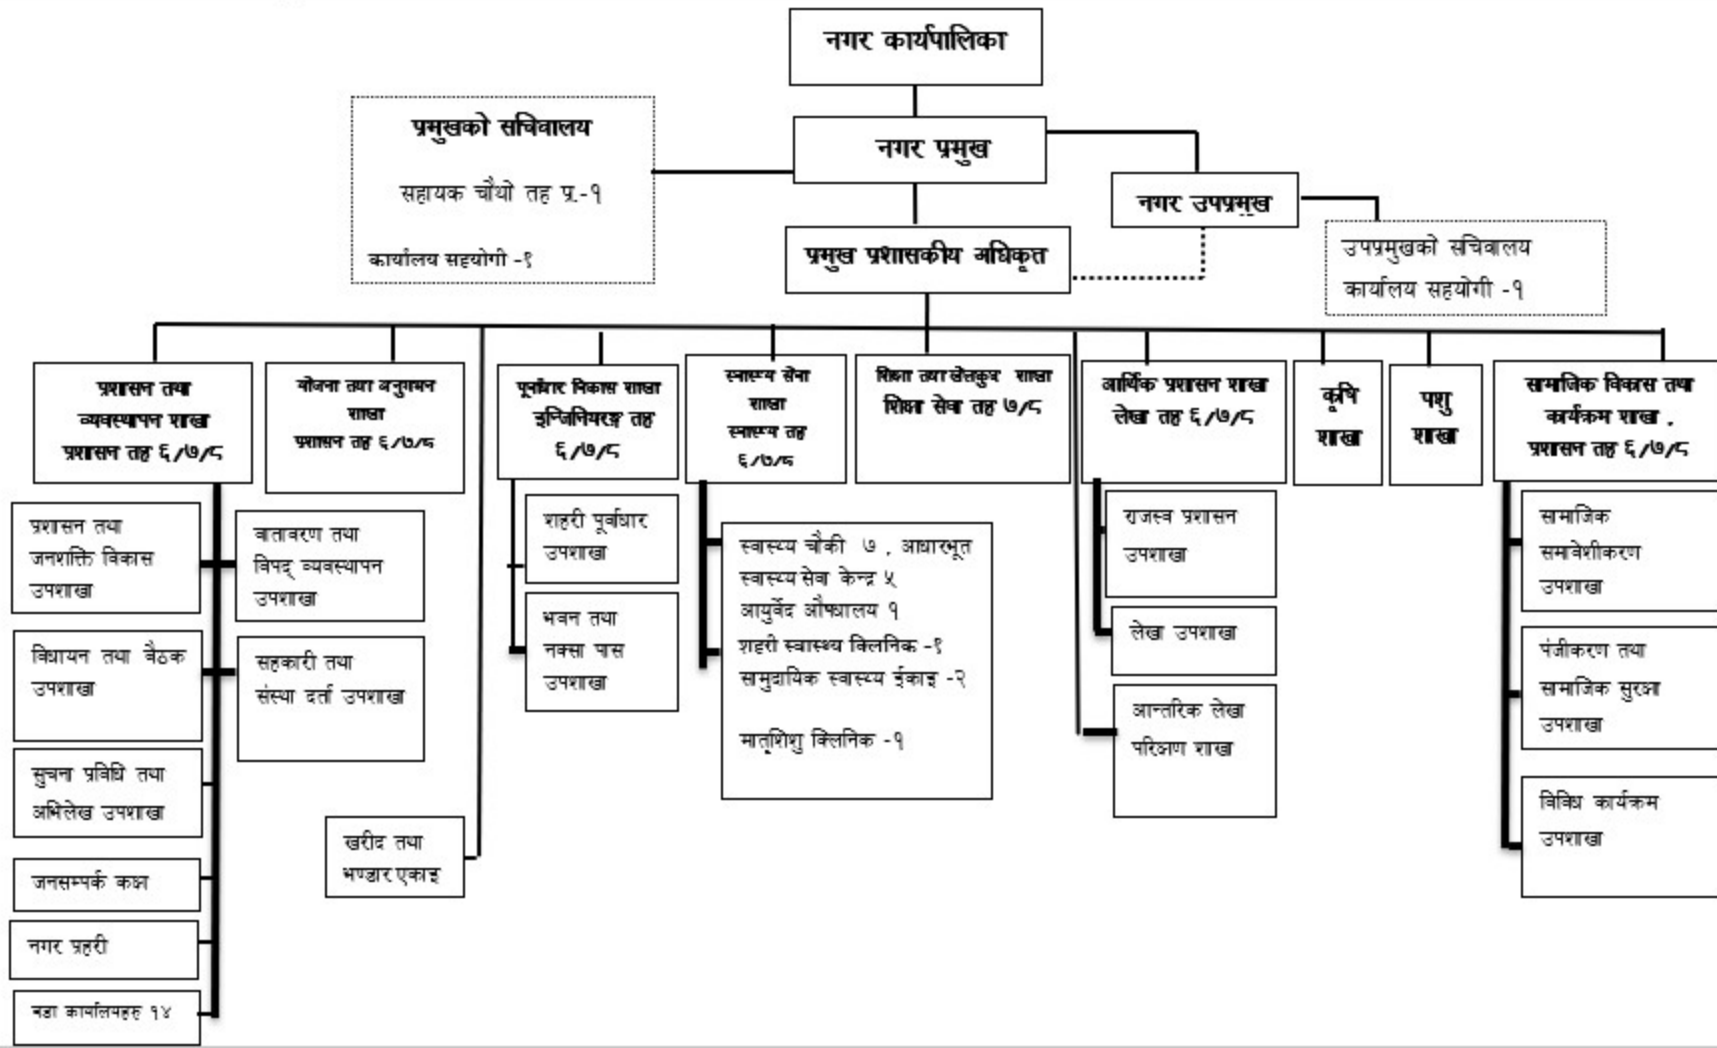 नगर कार्यपालिका
प्रमुखको सचिवालय
सहायक चौथो तह प्र.-१
कार्यालय सहयोगी -१
नगर प्रमुख
नगर उपप्रमुख
उपप्रमुखको सचिवालय
कार्यालय सहयोगी -१
प्रमुख प्रशासकीय अधिकृत
प्रशासन तथा
व्यवस्थापन शाखा
प्रशासन तह ६/७/८
योजना तथा अनुगमन
शाखा
प्रशासन तह ६/७/८
पूर्वाधार विकास शाखा
इन्जिनियरङ्ग तह
६/७/८
स्वास्थ्य सेवा
शाखा
स्वास्थ्य तह
६/७/८
शिक्षा तथा खेलकुद शाखा
शिक्षा सेवा तह ७/८
आर्थिक प्रशासन शाखा
लेखा तह ६/७/८
कृषि
शाखा
पशु
शाखा
सामाजिक विकास तथा
कार्यक्रम शाखा .
प्रशासन तह ६/७/८
प्रशासन तथा
जनशक्ति विकास
उपशाखा
वातावरण तथा
विपद् व्यवस्थापन
उपशाखा
विधायन तथा बैठक
उपशाखा
सहकारी तथा
संस्था दर्ता उपशाखा
सुचना प्रविधि तथा
अभिलेख उपशाखा
जनसम्पर्क कक्ष
नगर प्रहरी
वडा कार्यालयहरु १४
खरीद तथा
भण्डार एकाइ
शहरी पूर्वाधार
उपशाखा
भवन तथा
नक्सा पास
उपशाखा
स्वास्थ्य चौकी ७ , आधारभूत
स्वास्थ्य सेवा केन्द्र ५
आयुर्वेद औषधालय १
शहरी स्वास्थ्य क्लिनिक -१
सामुदायिक स्वास्थ्य ईकाइ -२
मातृशिशु क्लिनिक -१
राजस्व प्रशासन
उपशाखा
लेखा उपशाखा
आन्तरिक लेखा
परिक्षण शाखा
सामाजिक
समावेशीकरण
उपशाखा
पंजीकरण तथा
सामाजिक सुरक्षा
उपशाखा
विविध कार्यक्रम
उपशाखा